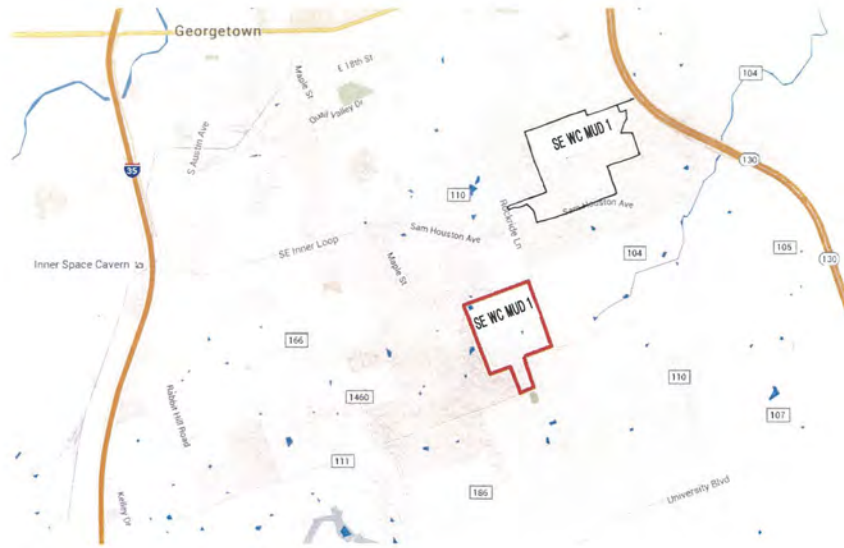 Georgetown
E 18th St
Maple St
104
Quail Valley Dr
S Austin Ave
SE WC MUD 1
130
35
110
Rockride Ln
Sam Houston Ave
Sam Houston Ave
SE Inner Loop
104
105
130
Inner Space Cavern
Maple St
SE WC MUD 1
166
110
1460
107
Rabbit Hill Road
111
186
University Blvd
Kelley Dr